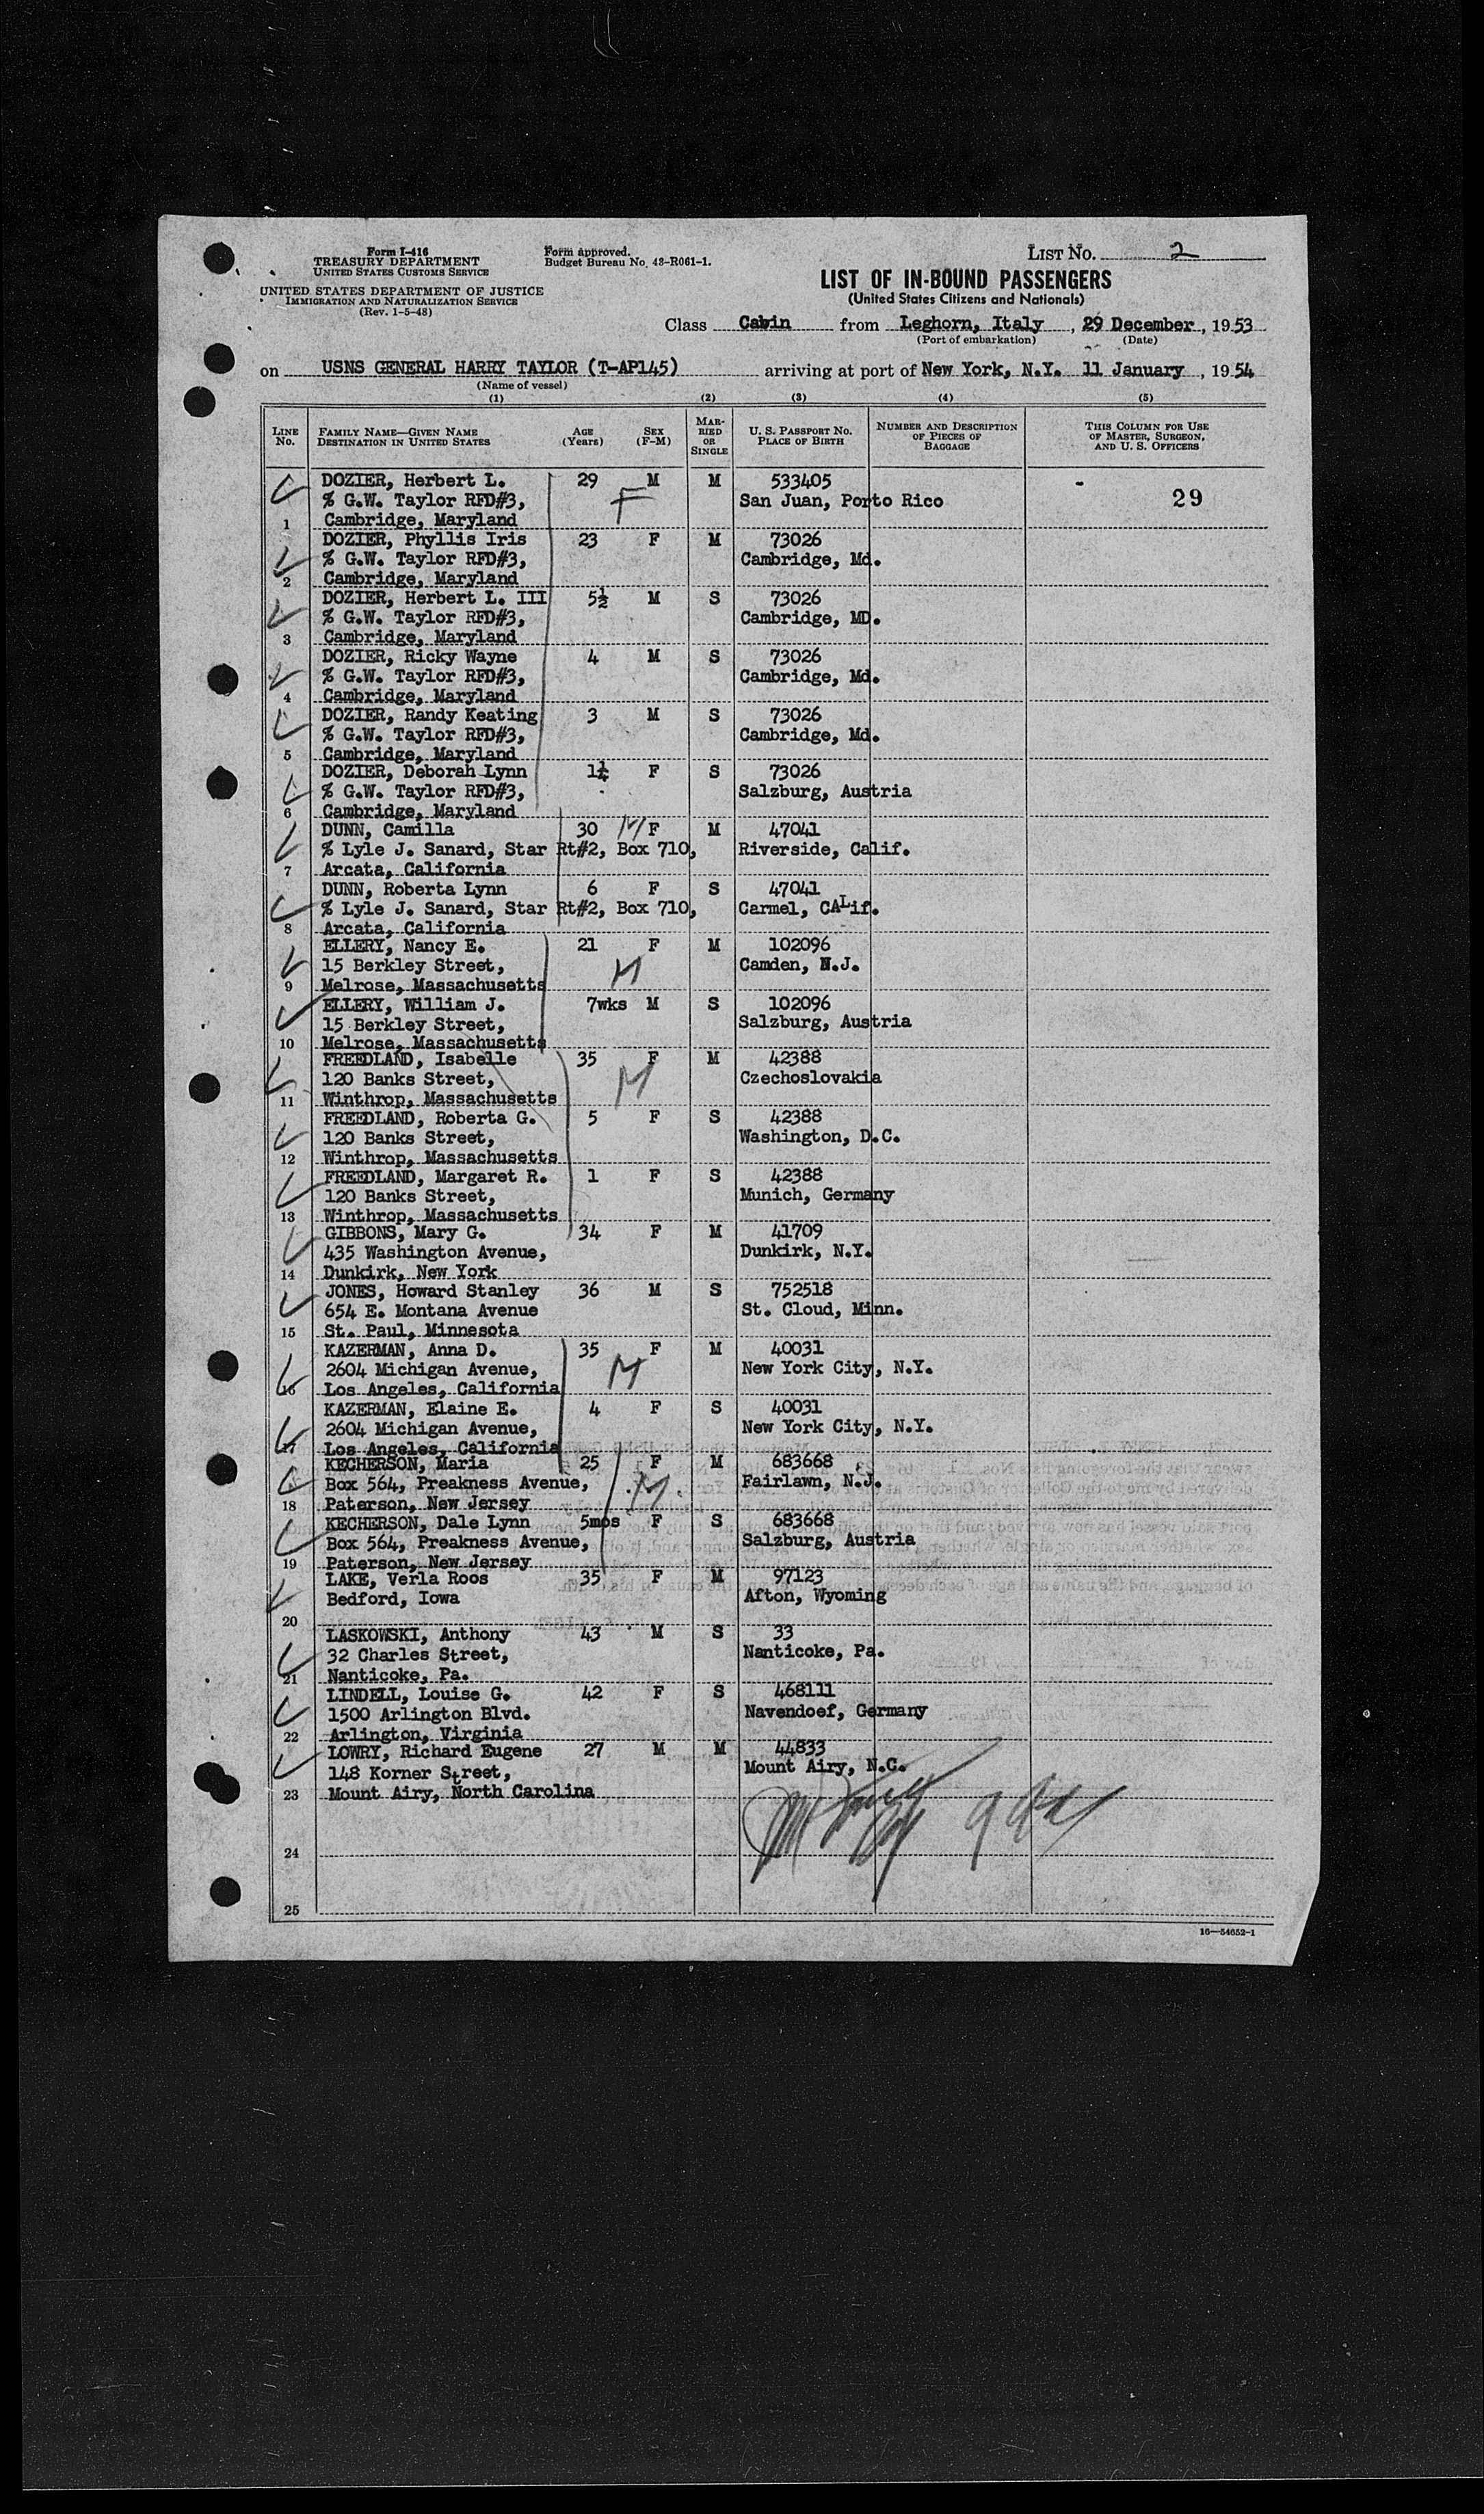 Form I-416
TREASURY DEPARTMENT
UNITED STATES CUSTOMS SERVICE
UNITED STATES DEPARTMENT OF JUSTICE
IMMIGRATION AND NATURALIZATION SERVICE
(Rev. 1-5-48)
Form approved.
Budget Bureau No. 43-R061-1.
LIST NO. 2
LIST OF IN-BOUND PASSENGERS
(United States Citizens and Nationals)
Class Cabin from Leghorn, Italy, 29 December, 1953
(Port of embarkation) (Date)
on USNS GENERAL HARRY TAYLOR (T-AP145) arriving at port of New York, N.Y. 11 January, 1954
(Name of vessel)
(1) (2) (3) (4) (5)
LINE NO.
FAMILY NAME—GIVEN NAME
DESTINATION IN UNITED STATES
AGE (Years)
SEX (F-M)
MARRIED OR SINGLE
U. S. PASSPORT NO.
PLACE OF BIRTH
NUMBER AND DESCRIPTION OF PIECES OF BAGGAGE
THIS COLUMN FOR USE OF MASTER, SURGEON, AND U. S. OFFICERS
DOZIER, Herbert L. 29 M M 533405
% G.W. Taylor RFD#3, F San Juan, Porto Rico 29
1 Cambridge, Maryland
DOZIER, Phyllis Iris 23 F M 73026
% G.W. Taylor RFD#3, Cambridge, Md.
2 Cambridge, Maryland
DOZIER, Herbert L. III 5½ M S 73026
% G.W. Taylor RFD#3, Cambridge, MD.
3 Cambridge, Maryland
DOZIER, Ricky Wayne 4 M S 73026
% G.W. Taylor RFD#3, Cambridge, Md.
4 Cambridge, Maryland
DOZIER, Randy Keating 3 M S 73026
% G.W. Taylor RFD#3, Cambridge, Md.
5 Cambridge, Maryland
DOZIER, Deborah Lynn 1¼ F S 73026
% G.W. Taylor RFD#3, Salzburg, Austria
6 Cambridge, Maryland
DUNN, Camilla 30 M F M 47041
% Lyle J. Sanard, Star Rt#2, Box 710, Riverside, Calif.
7 Arcata, California
DUNN, Roberta Lynn 6 F S 47041
% Lyle J. Sanard, Star Rt#2, Box 710, Carmel, CALif.
8 Arcata, California
ELLERY, Nancy E. 21 F M 102096
15 Berkley Street, M Camden, N.J.
9 Melrose, Massachusetts
ELLERY, William J. 7wks M S 102096
15 Berkley Street, Salzburg, Austria
10 Melrose, Massachusetts
FREEDLAND, Isabelle 35 F M 42388
120 Banks Street, M Czechoslovakia
11 Winthrop, Massachusetts
FREEDLAND, Roberta G. 5 F S 42388
120 Banks Street, Washington, D.C.
12 Winthrop, Massachusetts
FREEDLAND, Margaret R. 1 F S 42388
120 Banks Street, Munich, Germany
13 Winthrop, Massachusetts
GIBBONS, Mary G. 34 F M 41709
435 Washington Avenue, Dunkirk, N.Y.
14 Dunkirk, New York
JONES, Howard Stanley 36 M S 752518
654 E. Montana Avenue St. Cloud, Minn.
15 St. Paul, Minnesota
KAZERMAN, Anna D. 35 F M 40031
2604 Michigan Avenue, M New York City, N.Y.
16 Los Angeles, California
KAZERMAN, Elaine E. 4 F S 40031
2604 Michigan Avenue, New York City, N.Y.
17 Los Angeles, California
KECHERSON, Maria 25 F M 683668
Box 564, Preakness Avenue, M Fairlawn, N.J.
18 Paterson, New Jersey
KECHERSON, Dale Lynn 5mos F S 683668
Box 564, Preakness Avenue, Salzburg, Austria
19 Paterson, New Jersey
LAKE, Verla Roos 35 F M 97123
Bedford, Iowa Afton, Wyoming
20
LASKOWSKI, Anthony 43 M S 33
32 Charles Street, Nanticoke, Pa.
21 Nanticoke, Pa.
LINDELL, Louise G. 42 F S 468111
1500 Arlington Blvd. Navendoef, Germany
22 Arlington, Virginia
LOWRY, Richard Eugene 27 M M 44833
148 Korner Street, Mount Airy, N.C.
23 Mount Airy, North Carolina
24
25
16—54652-1